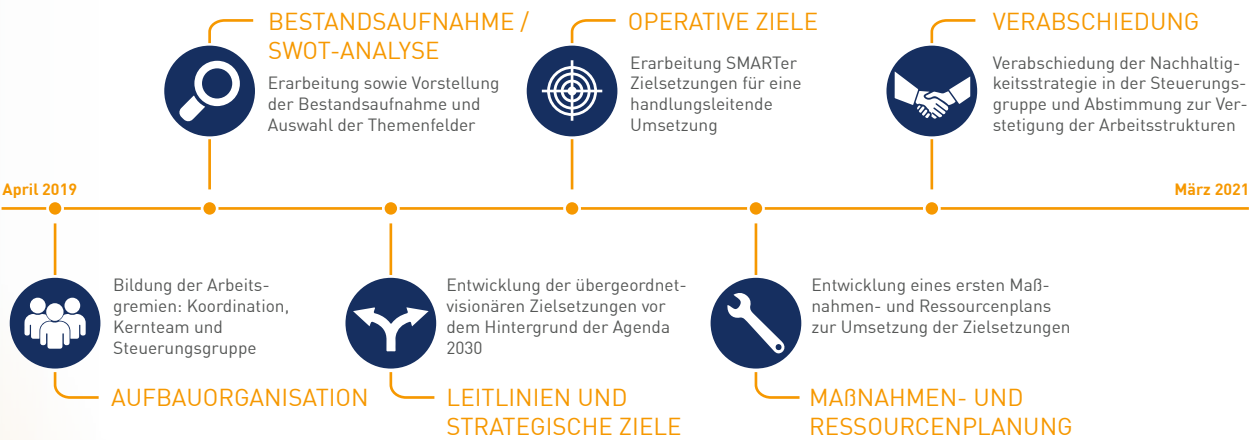 BESTANDSAUFNAHME /
SWOT-ANALYSE
Erarbeitung sowie Vorstellung
der Bestandsaufnahme und
Auswahl der Themenfelder
OPERATIVE ZIELE
Erarbeitung SMARTer
Zielsetzungen für eine
handlungsleitende
Umsetzung
VERABSCHIEDUNG
Verabschiedung der Nachhaltig-
keitsstrategie in der Steuerungs-
gruppe und Abstimmung zur Ver-
stetigung der Arbeitsstrukturen
April 2019
März 2021
Bildung der Arbeits-
gremien: Koordination,
Kernteam und
Steuerungsgruppe
AUFBAUORGANISATION
Entwicklung der übergeordnet-
visionären Zielsetzungen vor
dem Hintergrund der Agenda
2030
LEITLINIEN UND
STRATEGISCHE ZIELE
Entwicklung eines ersten Maß-
nahmen- und Ressourcenplans
zur Umsetzung der Zielsetzungen
MAßNAHMEN- UND
RESSOURCENPLANUNG